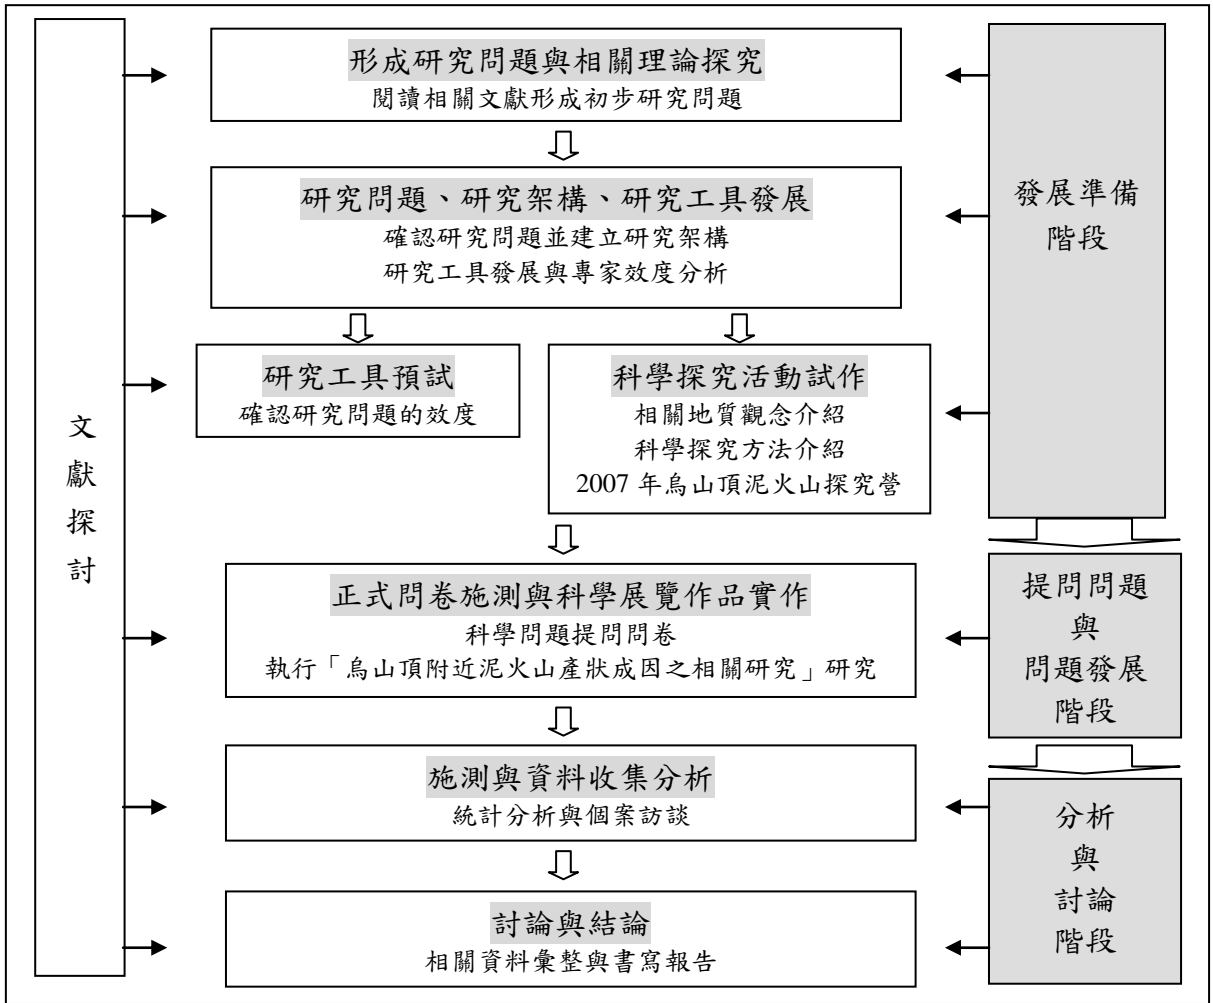 文獻探討
形成研究問題與相關理論探究
閱讀相關文獻形成初步研究問題
研究問題、研究架構、研究工具發展
確認研究問題並建立研究架構
研究工具發展與專家效度分析
研究工具預試
確認研究問題的效度
科學探究活動試作
相關地質觀念介紹
科學探究方法介紹
2007 年烏山頂泥火山探究營
正式問卷施測與科學展覽作品實作
科學問題提問問卷
執行「烏山頂附近泥火山產狀成因之相關研究」研究
施測與資料收集分析
統計分析與個案訪談
討論與結論
相關資料彙整與書寫報告
發展準備
階段
提問問題
與
問題發展
階段
分析
與
討論
階段